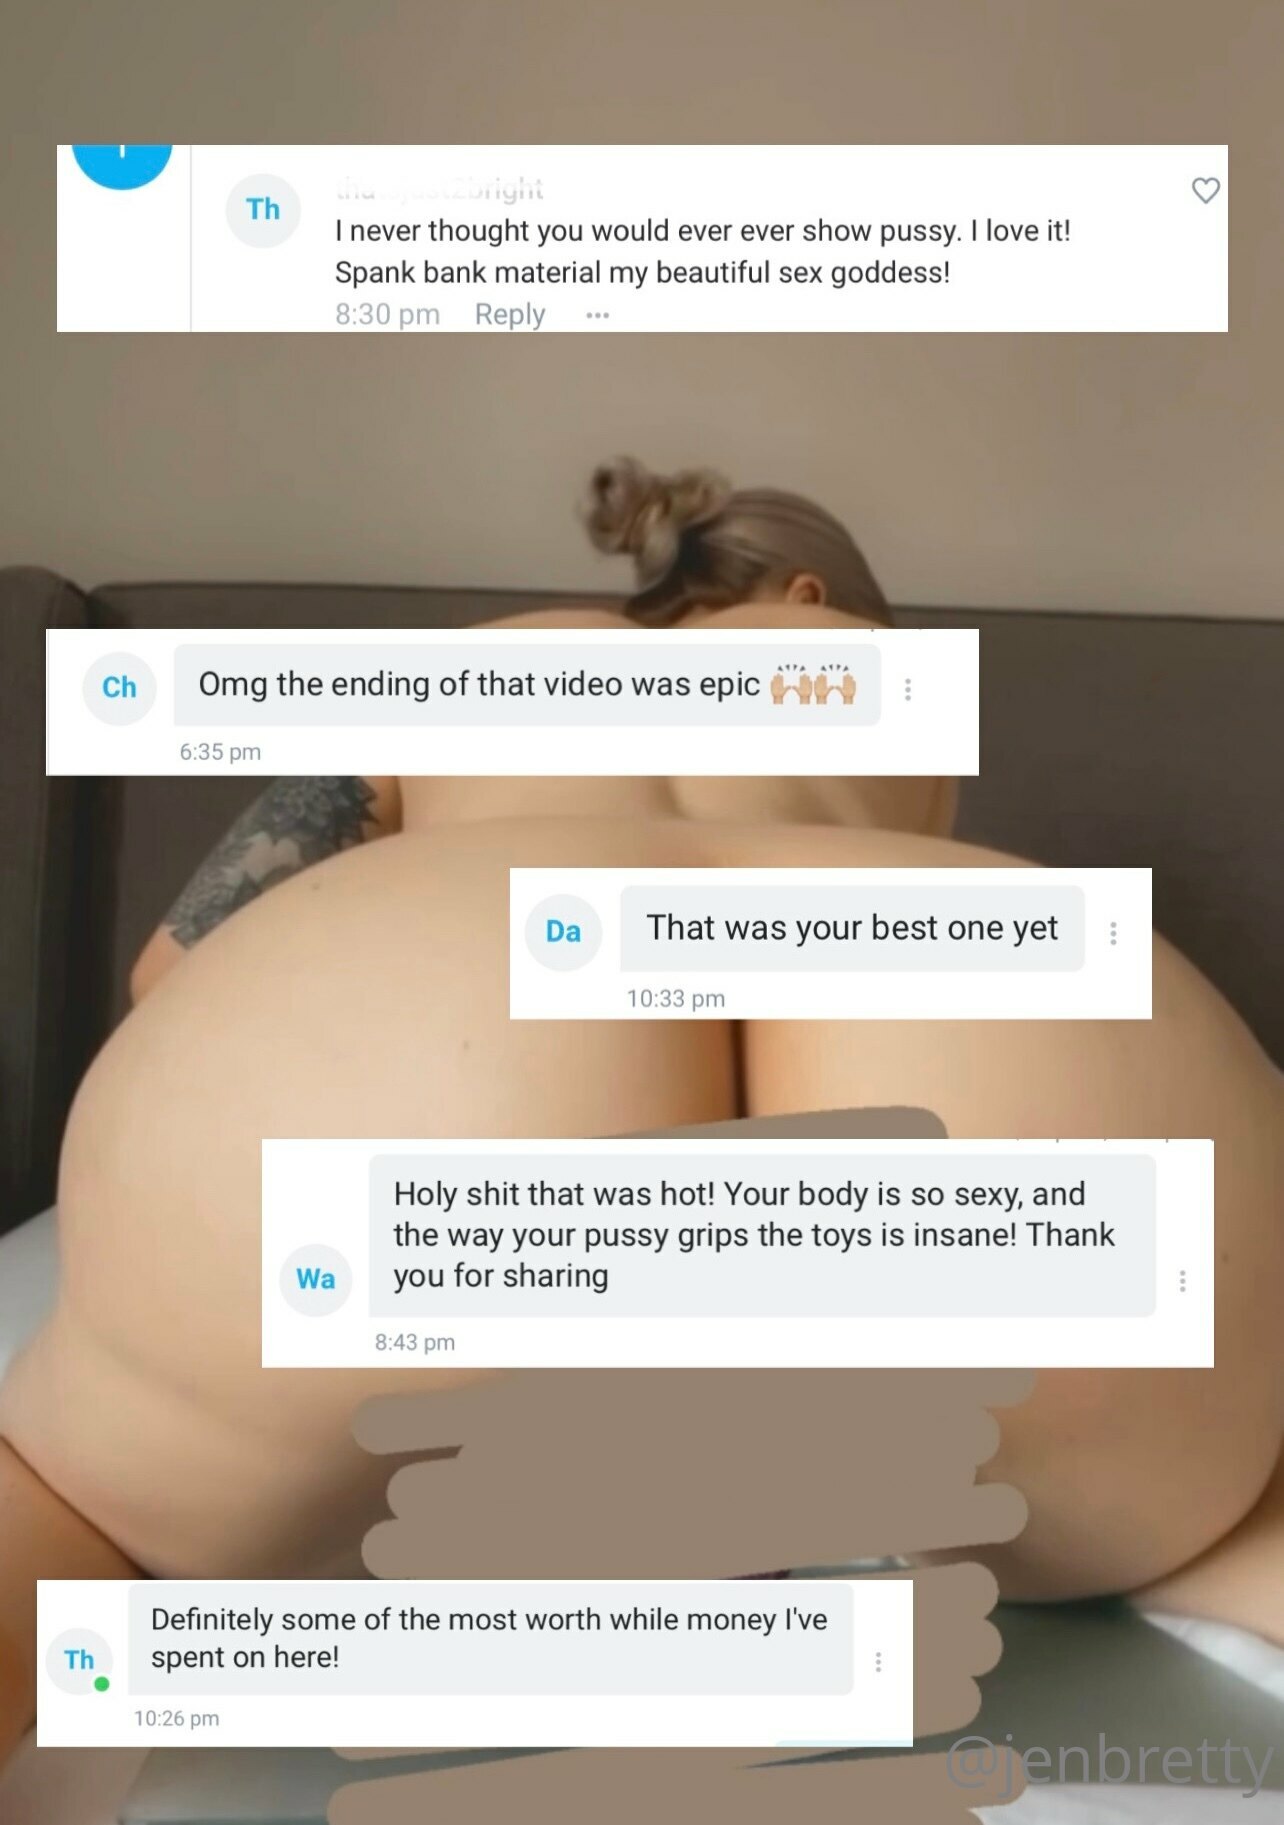 Th
I never thought you would ever ever show pussy. I love it!
Spank bank material my beautiful sex goddess!
8:30 pm Reply
Ch
Omg the ending of that video was epic 🙌🏼🙌🏼
6:35 pm
Da
That was your best one yet
10:33 pm
Holy shit that was hot! Your body is so sexy, and
the way your pussy grips the toys is insane! Thank
you for sharing
Wa
8:43 pm
Definitely some of the most worth while money I've
spent on here!
Th
10:26 pm
@jenbretty